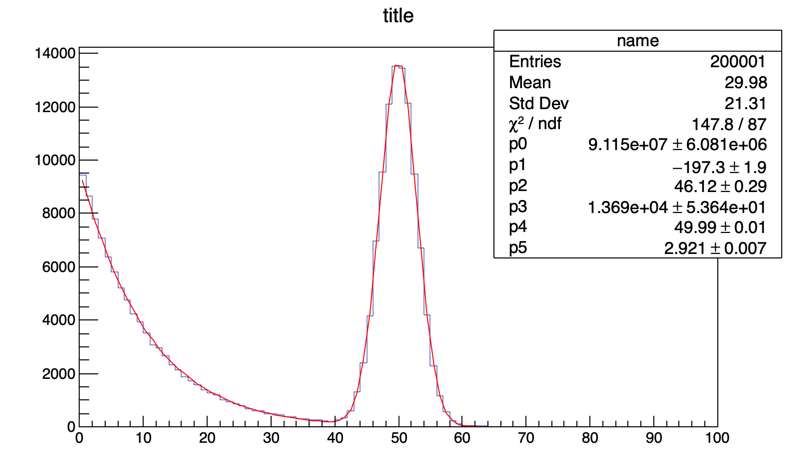 title
name
Entries 200001
Mean 29.98
Std Dev 21.31
χ² / ndf 147.8 / 87
p0 9.115e+07 ± 6.081e+06
p1 −197.3 ± 1.9
p2 46.12 ± 0.29
p3 1.369e+04 ± 5.364e+01
p4 49.99 ± 0.01
p5 2.921 ± 0.007
14000
12000
10000
8000
6000
4000
2000
0
0 10 20 30 40 50 60 70 80 90 100